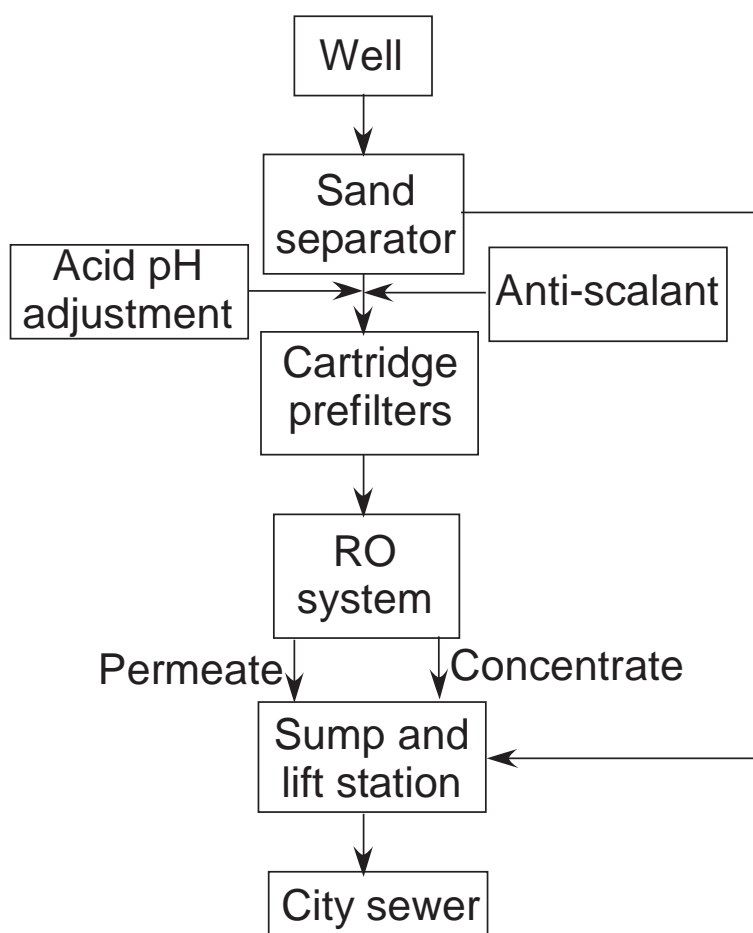 Well
Sand
separator
Acid pH
adjustment
Anti-scalant
Cartridge
prefilters
RO
system
Permeate
Concentrate
Sump and
lift station
City sewer